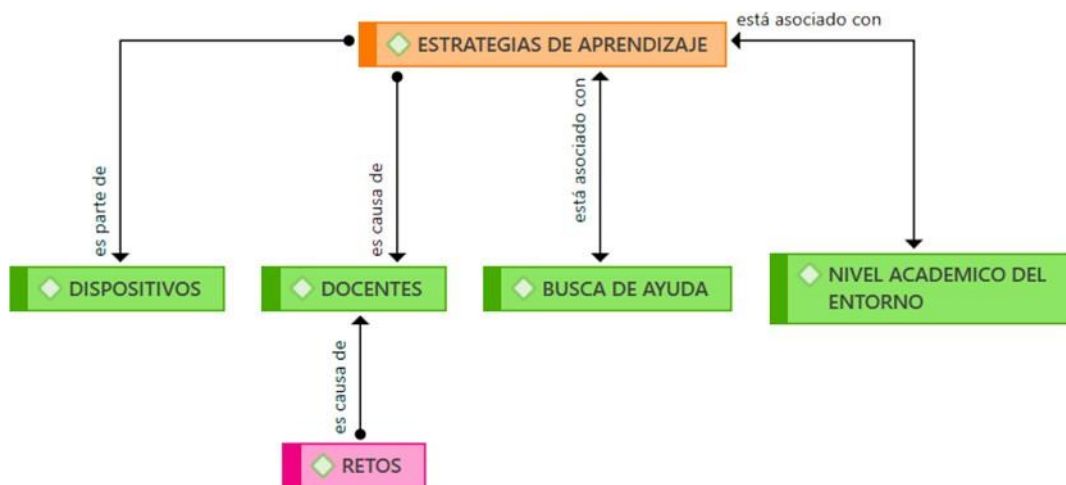 está asociado con
ESTRATEGIAS DE APRENDIZAJE
es parte de
es causa de
está asociado con
DISPOSITIVOS
DOCENTES
BUSCA DE AYUDA
NIVEL ACADEMICO DEL
ENTORNO
es causa de
RETOS